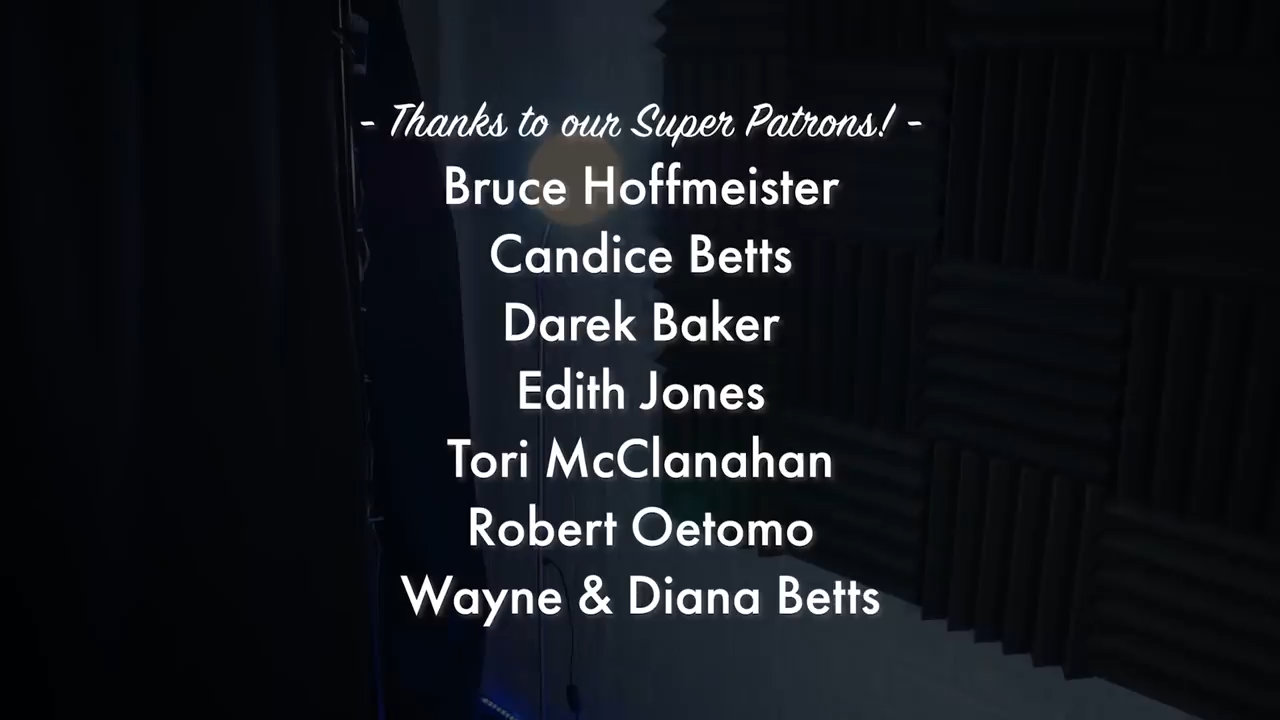 - Thanks to our Super Patrons! -
Bruce Hoffmeister
Candice Betts
Darek Baker
Edith Jones
Tori McClanahan
Robert Oetomo
Wayne & Diana Betts